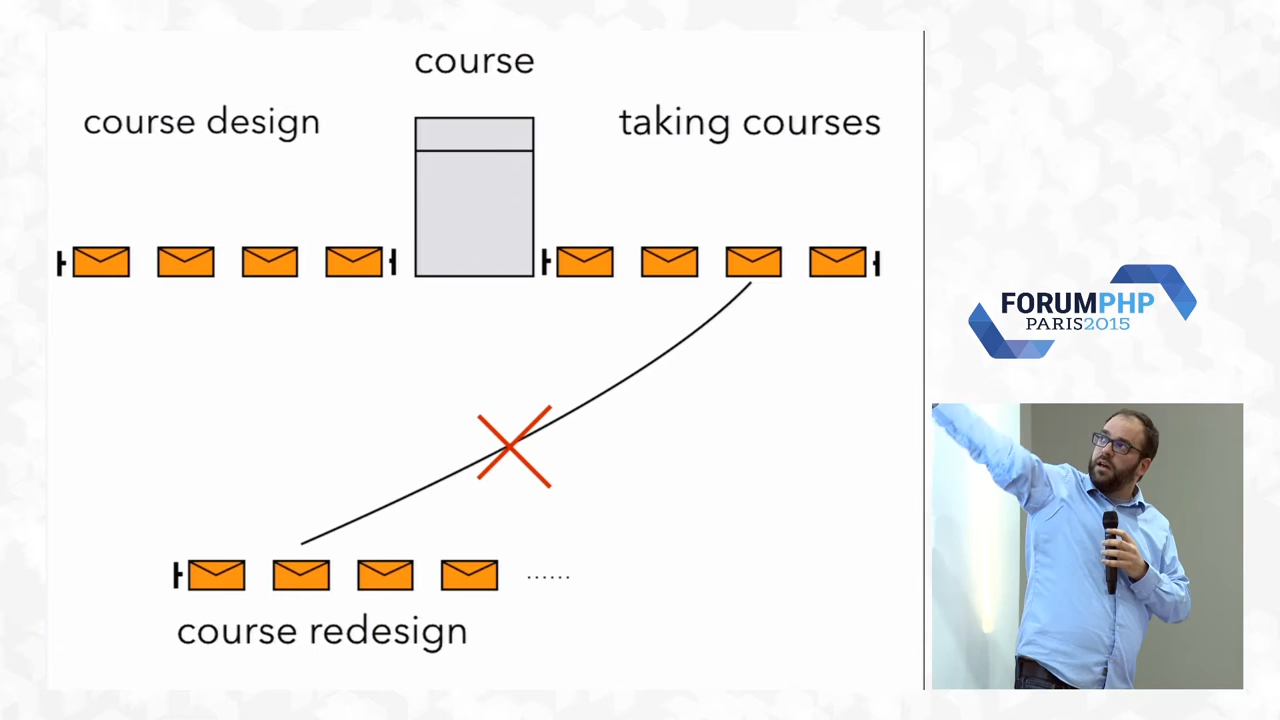 course
course design
taking courses
......
course redesign
FORUMPHP
PARIS2015